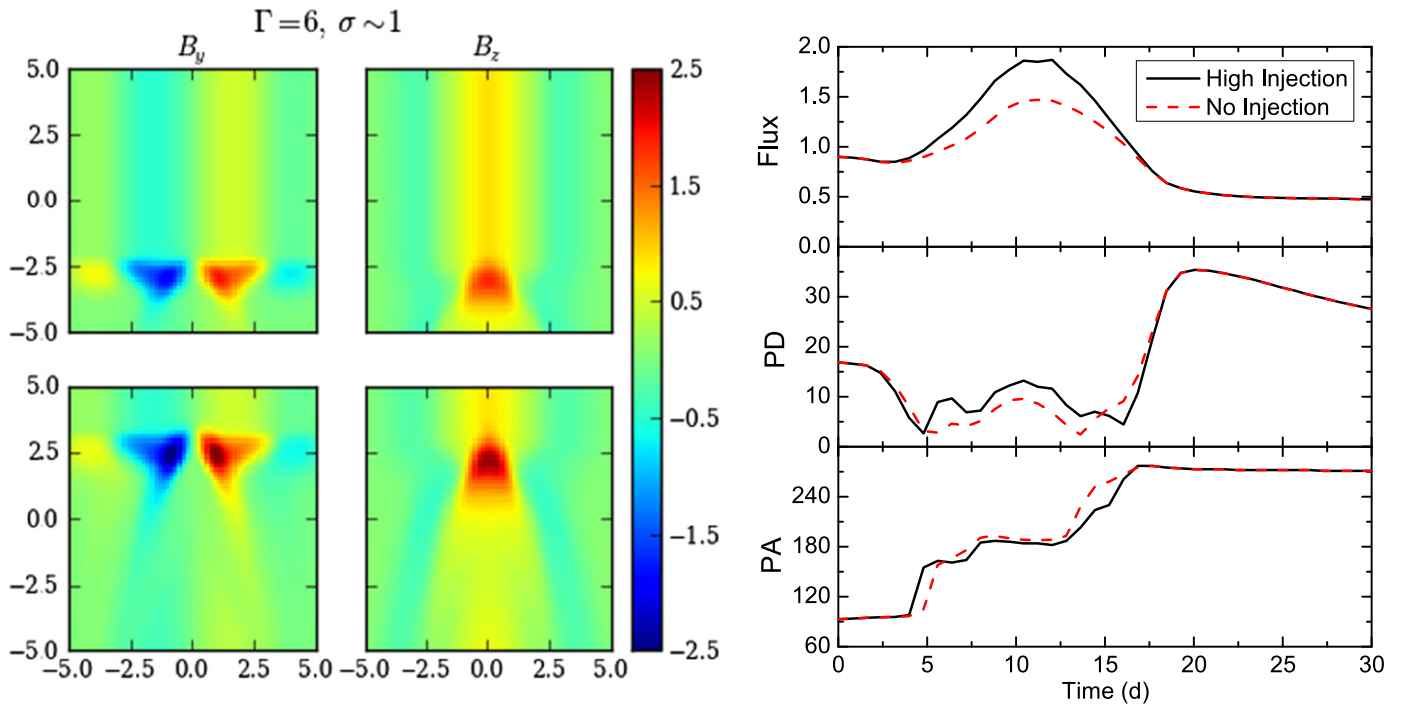 Γ=6, σ∼1
B_y
B_z
5.0
2.5
0.0
−2.5
−5.0
5.0
2.5
0.0
−2.5
−5.0
−5.0 −2.5 0.0 2.5 5.0
−5.0 −2.5 0.0 2.5 5.0
2.5
1.5
0.5
−0.5
−1.5
−2.5
High Injection
No Injection
Flux
2.0
1.5
1.0
0.5
0.0
PD
30
20
10
0
PA
240
180
120
60
0 5 10 15 20 25 30
Time (d)